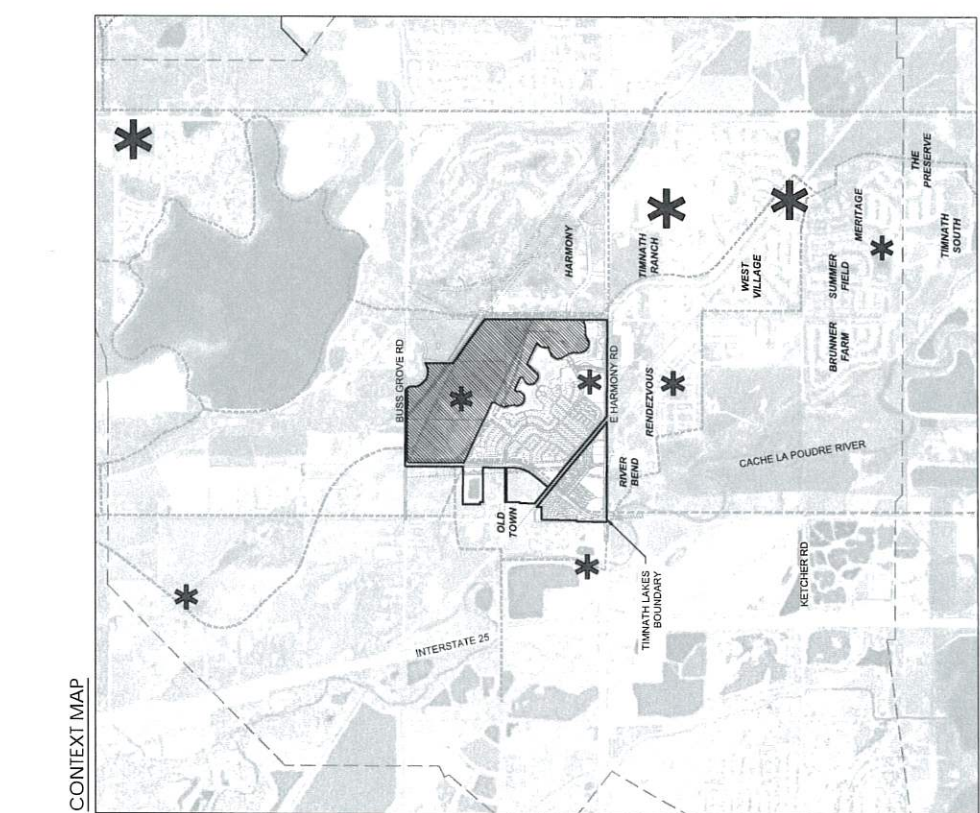 CONTEXT MAP
BUSS GROVE RD
HARMONY
TIMNATH
RANCH
E HARMONY RD
OLD
TOWN
RIVER
BEND
RENDEZVOUS
WEST
VILLAGE
THE
PRESERVE
MERITAGE
SUMMER
FIELD
TIMNATH
SOUTH
BRUNNER
FARM
CACHE LA POUDRE RIVER
INTERSTATE 25
TIMNATH LAKES
BOUNDARY
KETCHER RD